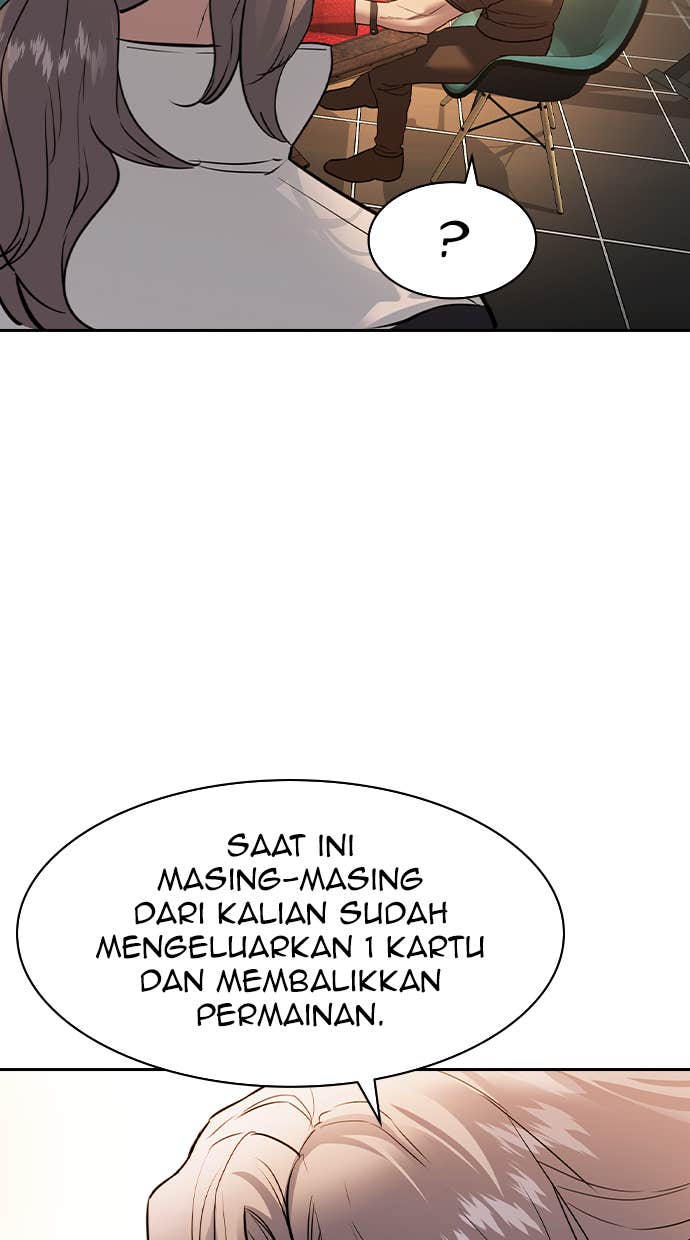 ?
SAAT INI
MASING-MASING
DARI KALIAN SUDAH
MENGELUARKAN 1 KARTU
DAN MEMBALIKKAN
PERMAINAN.